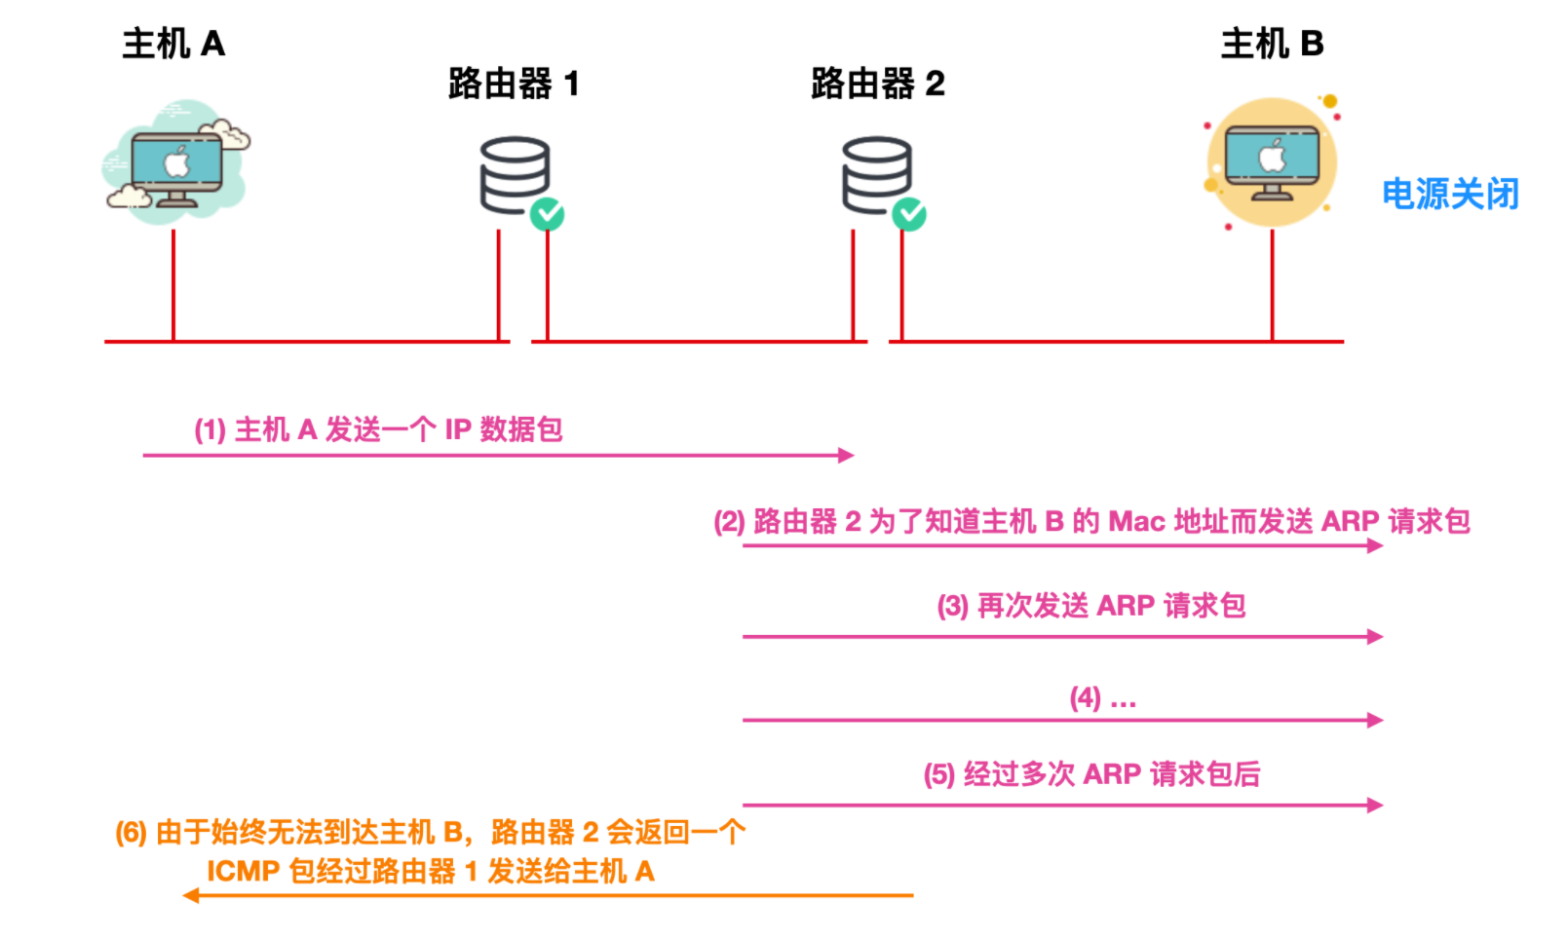 主机 A
主机 B
路由器 1
路由器 2
电源关闭
(1) 主机 A 发送一个 IP 数据包
(2) 路由器 2 为了知道主机 B 的 Mac 地址而发送 ARP 请求包
(3) 再次发送 ARP 请求包
(4) ...
(5) 经过多次 ARP 请求包后
(6) 由于始终无法到达主机 B，路由器 2 会返回一个
ICMP 包经过路由器 1 发送给主机 A